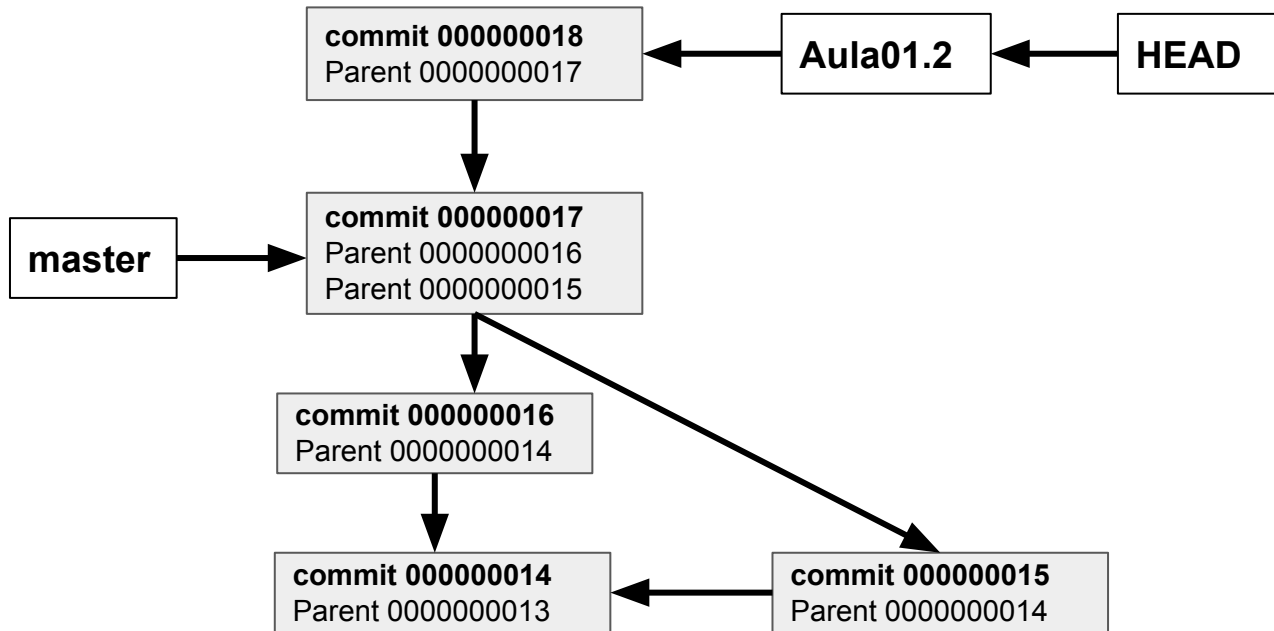 commit 000000018
Parent 0000000017
Aula01.2
HEAD
master
commit 000000017
Parent 0000000016
Parent 0000000015
commit 000000016
Parent 0000000014
commit 000000014
Parent 0000000013
commit 000000015
Parent 0000000014